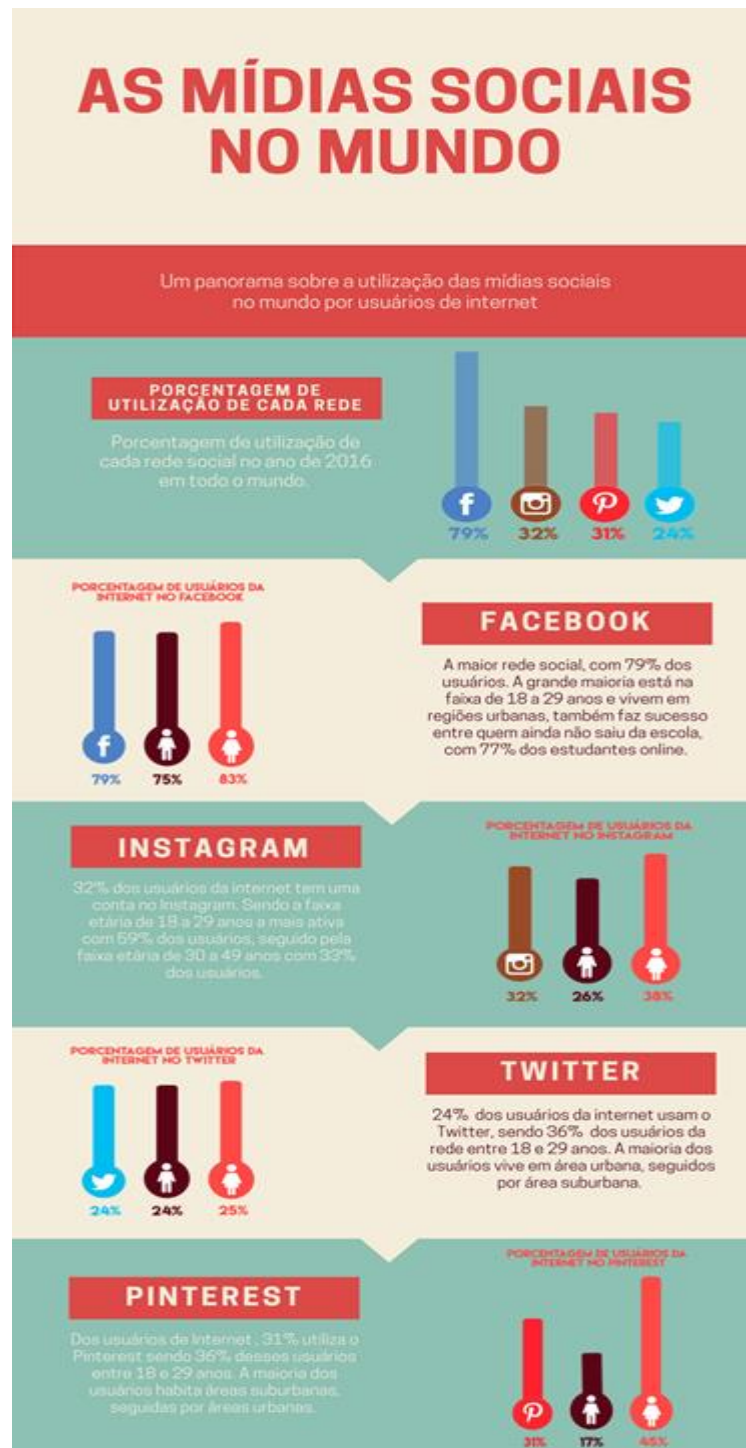 AS MÍDIAS SOCIAIS
NO MUNDO
Um panorama sobre a utilização das mídias sociais
no mundo por usuários de internet
PORCENTAGEM DE
UTILIZAÇÃO DE CADA REDE
Porcentagem de utilização de
cada rede social no ano de 2016
em todo o mundo.
79% 32% 31% 24%
PORCENTAGEM DE USUÁRIOS DA
INTERNET NO FACEBOOK
79% 75% 83%
FACEBOOK
A maior rede social, com 79% dos
usuários. A grande maioria está na
faixa de 18 a 29 anos e vivem em
regiões urbanas, também faz sucesso
entre quem ainda não saiu da escola,
com 77% dos estudantes online.
INSTAGRAM
32% dos usuários da internet tem uma
conta no Instagram. Sendo a faixa
etária de 18 a 29 anos a mais ativa
com 59% dos usuários, seguido pela
faixa etária de 30 a 49 anos com 33%
dos usuários.
PORCENTAGEM DE USUÁRIOS DA
INTERNET NO INSTAGRAM
32% 26% 38%
PORCENTAGEM DE USUÁRIOS DA
INTERNET NO TWITTER
24% 24% 25%
TWITTER
24% dos usuários da internet usam o
Twitter, sendo 36% dos usuários da
rede entre 18 e 29 anos. A maioria dos
usuários vive em área urbana, seguidos
por área suburbana.
PINTEREST
Dos usuários de Internet , 31% utiliza o
Pinterest sendo 36% desses usuários
entre 18 e 29 anos. A maioria dos
usuários habita áreas suburbanas,
seguidas por áreas urbanas.
PORCENTAGEM DE USUÁRIOS DA
INTERNET NO PINTEREST
31% 17% 45%